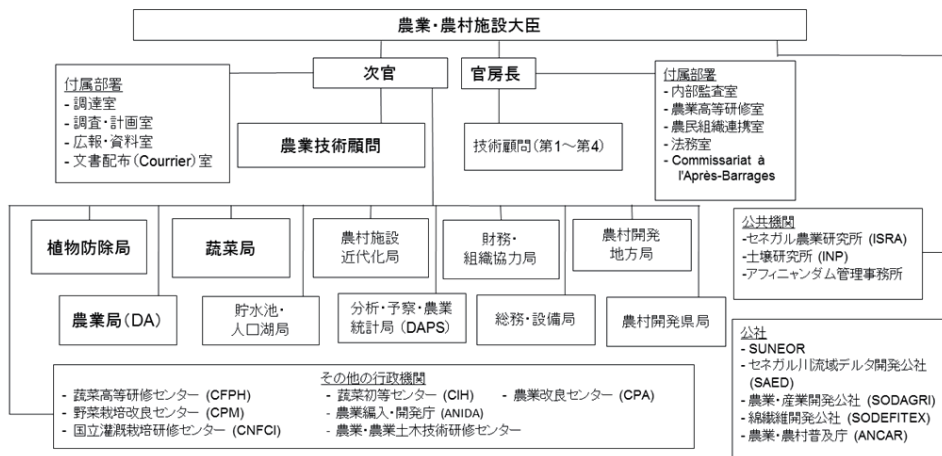 農業・農村施設大臣
次官
官房長
付属部署
- 調達室
- 調査・計画室
- 広報・資料室
- 文書配布(Courrier)室
農業技術顧問
技術顧問(第1～第4)
付属部署
- 内部監査室
- 農業高等研修室
- 農民組織連携室
- 法務室
- Commissariat à
l'Après-Barrages
植物防除局
蔬菜局
農村施設
近代化局
財務・
組織協力局
農村開発
地方局
公共機関
-セネガル農業研究所 (ISRA)
-土壌研究所 (INP)
-アフィニャンダム管理事務所
農業局(DA)
貯水池・
人口湖局
分析・予察・農業
統計局(DAPS)
総務・設備局
農村開発県局
公社
- SUNEOR
- セネガル川流域デルタ開発公社
(SAED)
- 農業・産業開発公社 (SODAGRI)
- 綿繊維開発公社 (SODEFITEX)
- 農業・農村普及庁 (ANCAR)
その他の行政機関
- 蔬菜高等研修センター (CFPH)
- 蔬菜初等センター (CIH)
- 農業改良センター (CPA)
- 野菜栽培改良センター (CPM)
- 農業編入・開発庁 (ANIDA)
- 国立灌漑栽培研修センター (CNFCI)
- 農業・農業土木技術研修センター